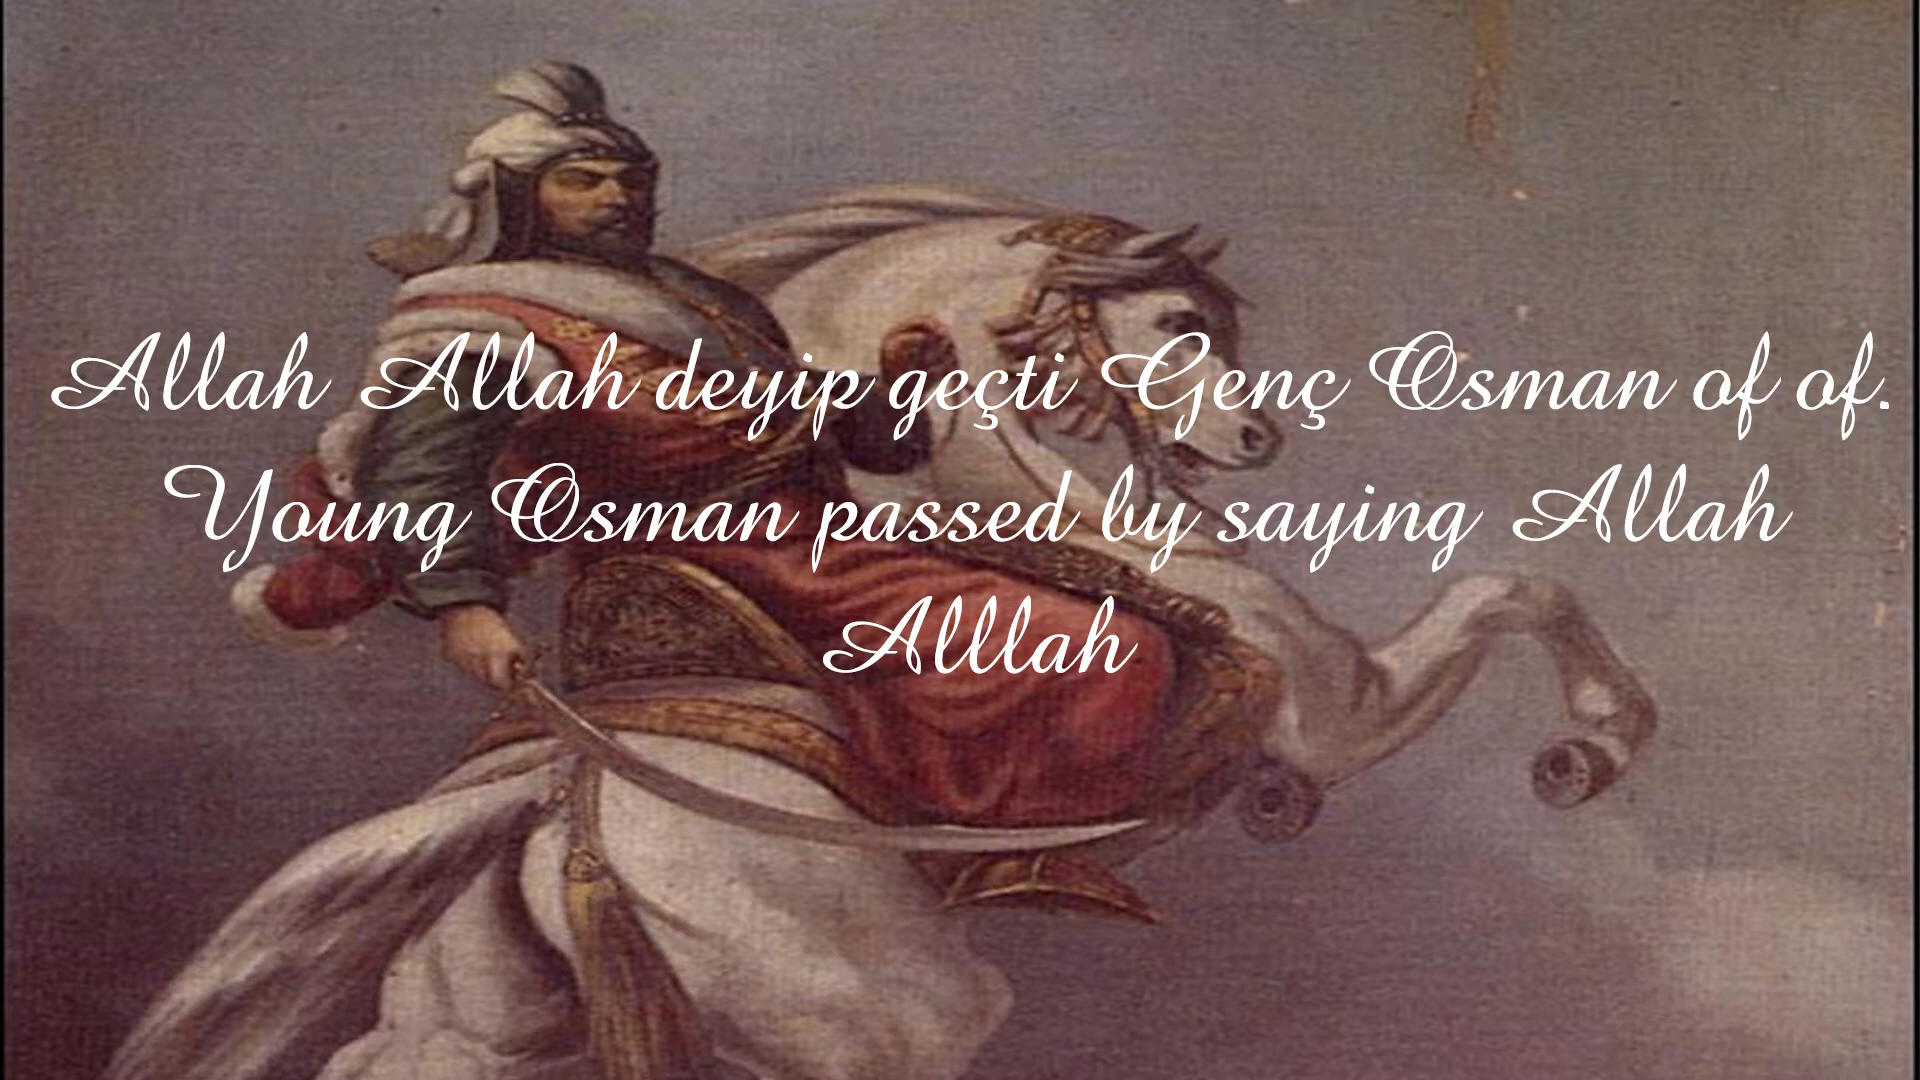 Allah Allah deyip geçti Genç Osman of of.
Young Osman passed by saying Allah
Alllah